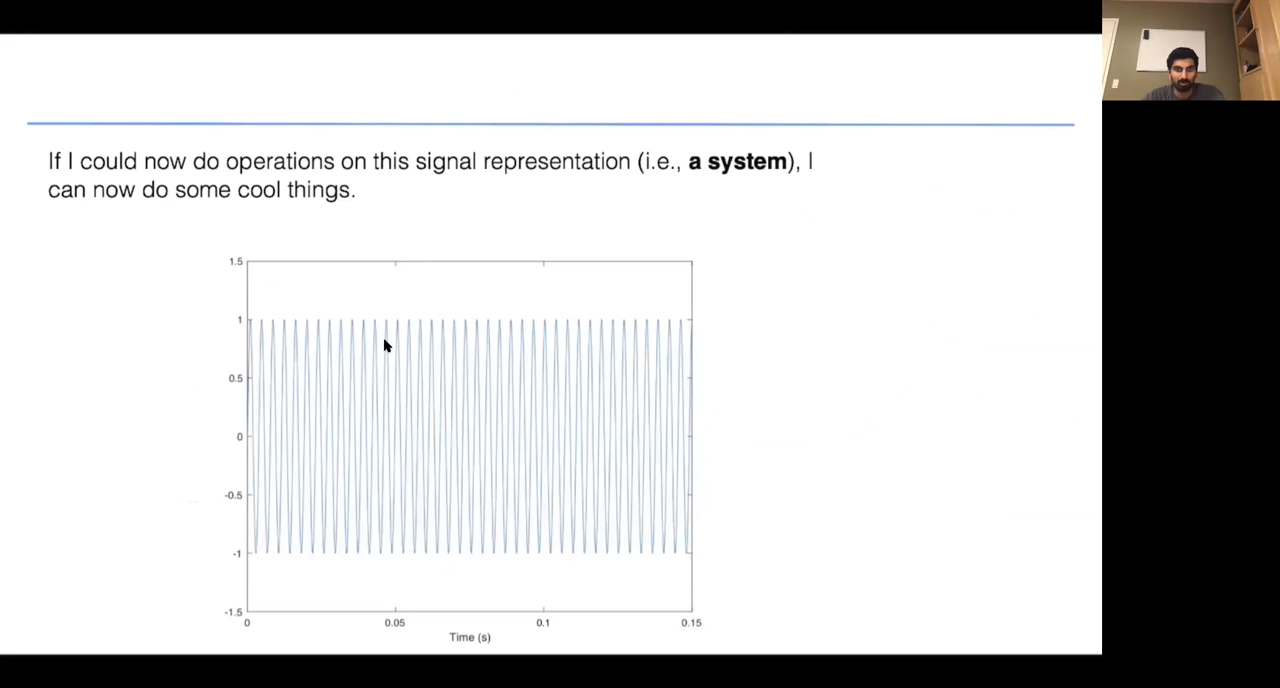 If I could now do operations on this signal representation (i.e., a system), I
can now do some cool things.
1.5
1
0.5
0
-0.5
-1
-1.5
0 0.05 0.1 0.15
Time (s)